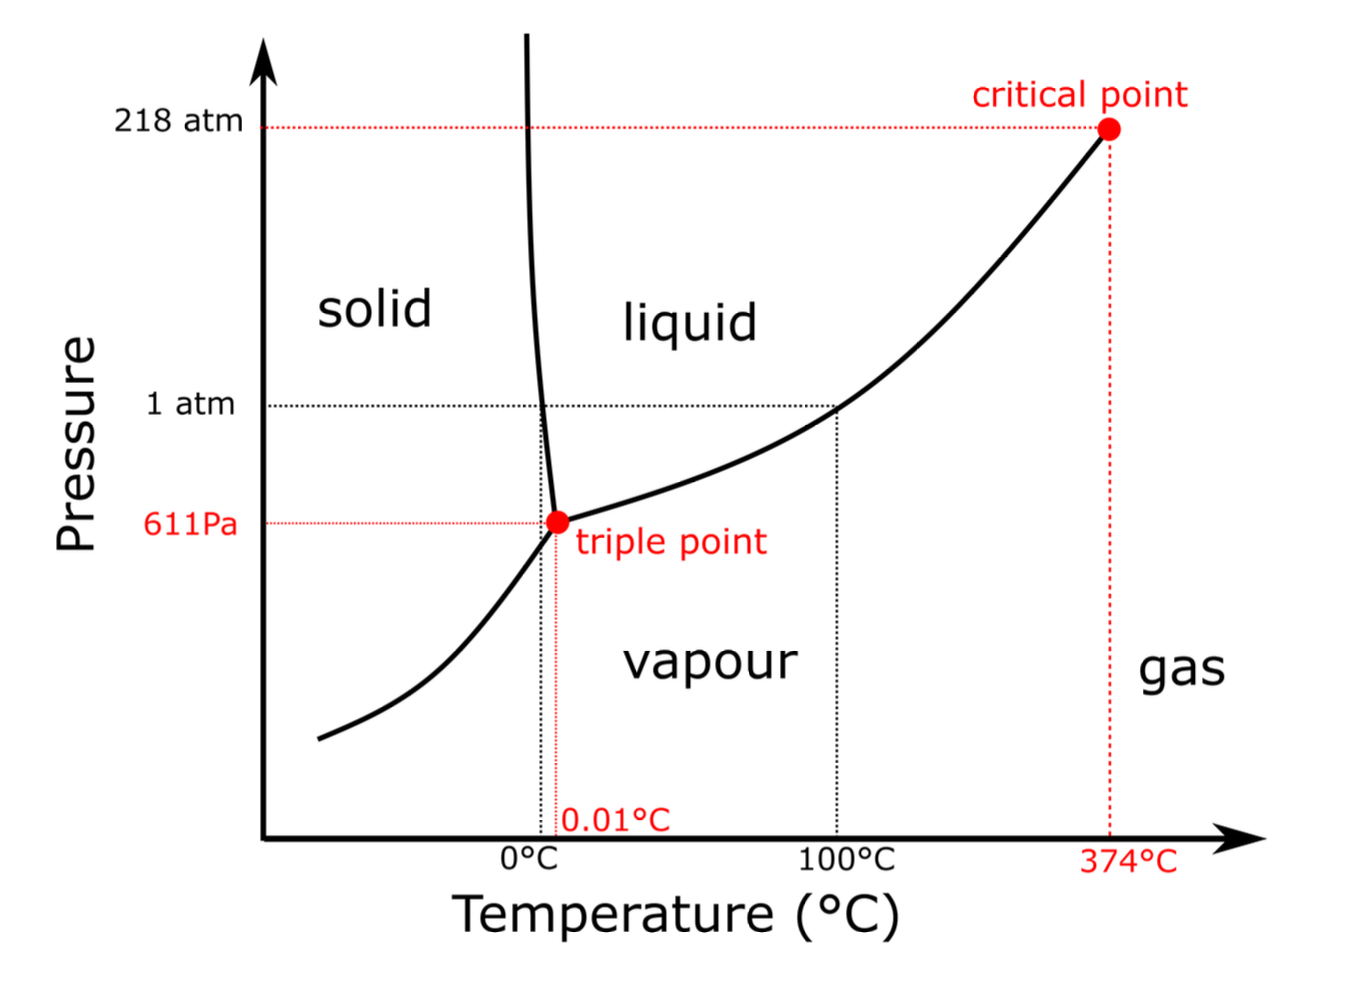 critical point
218 atm
solid
liquid
Pressure
1 atm
611Pa
triple point
vapour
gas
0.01°C
0°C
100°C
374°C
Temperature (°C)